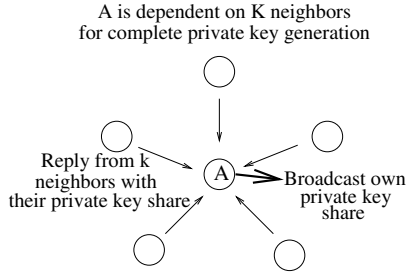 A is dependent on K neighbors
for complete private key generation
Reply from k
neighbors with
their private key share
A
Broadcast own
private key
share